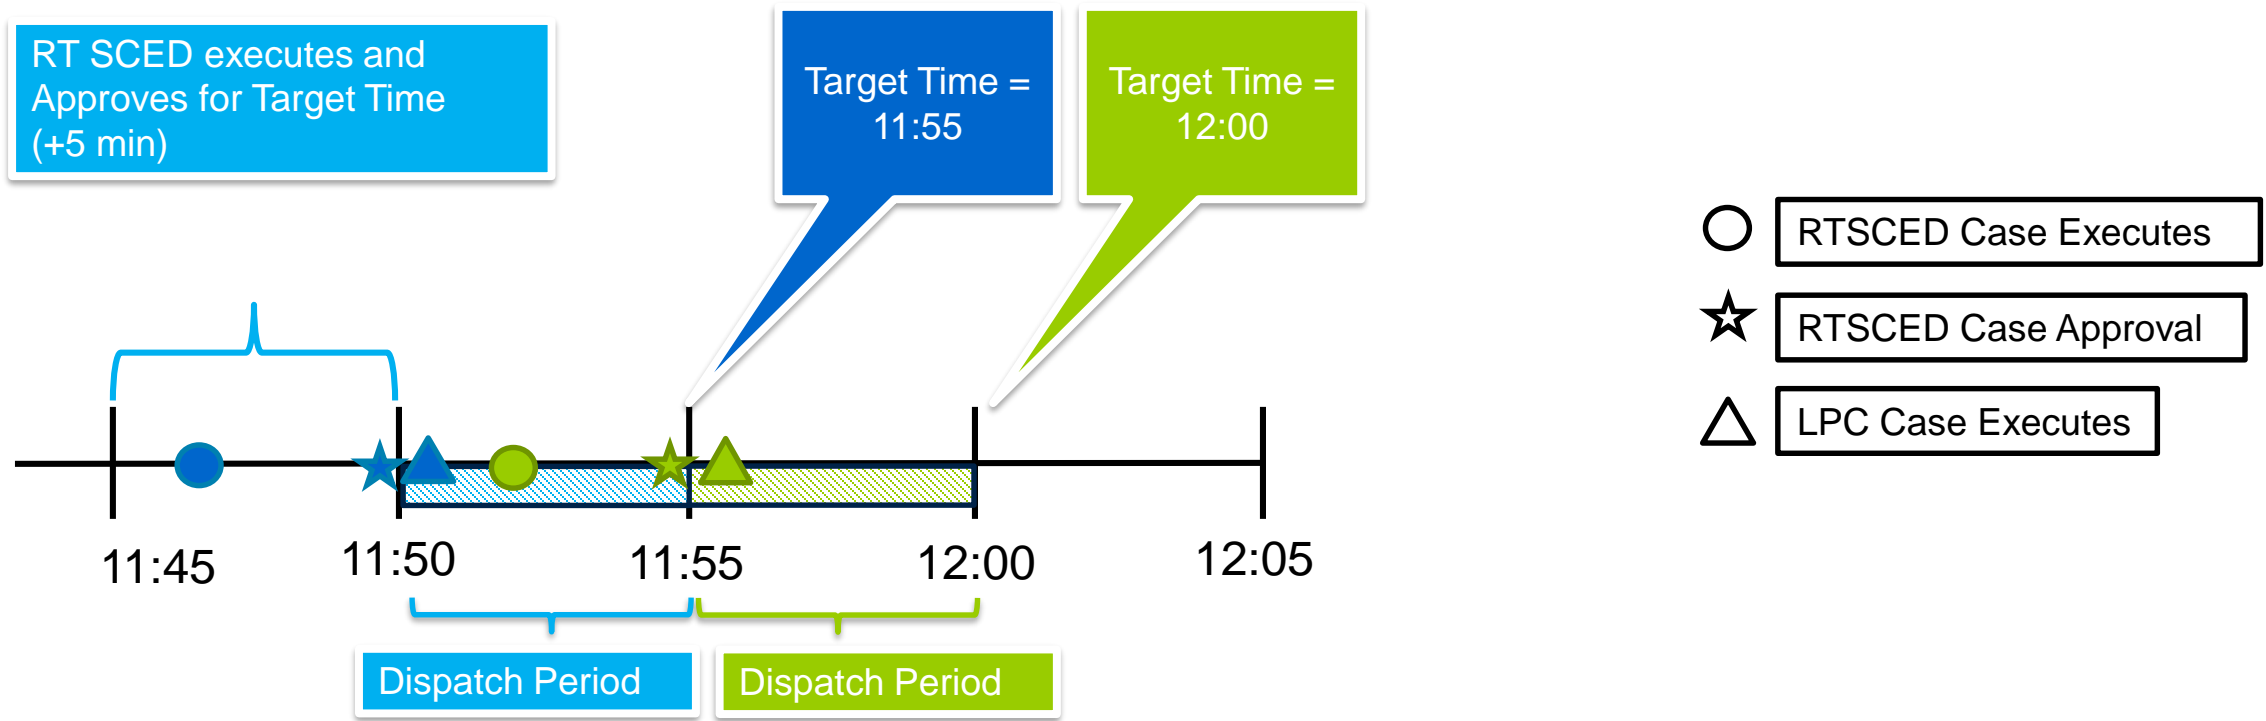 RT SCED executes and
Approves for Target Time
(+5 min)
Target Time =
11:55
Target Time =
12:00
RTSCED Case Executes
RTSCED Case Approval
LPC Case Executes
11:45
11:50
11:55
12:00
12:05
Dispatch Period
Dispatch Period